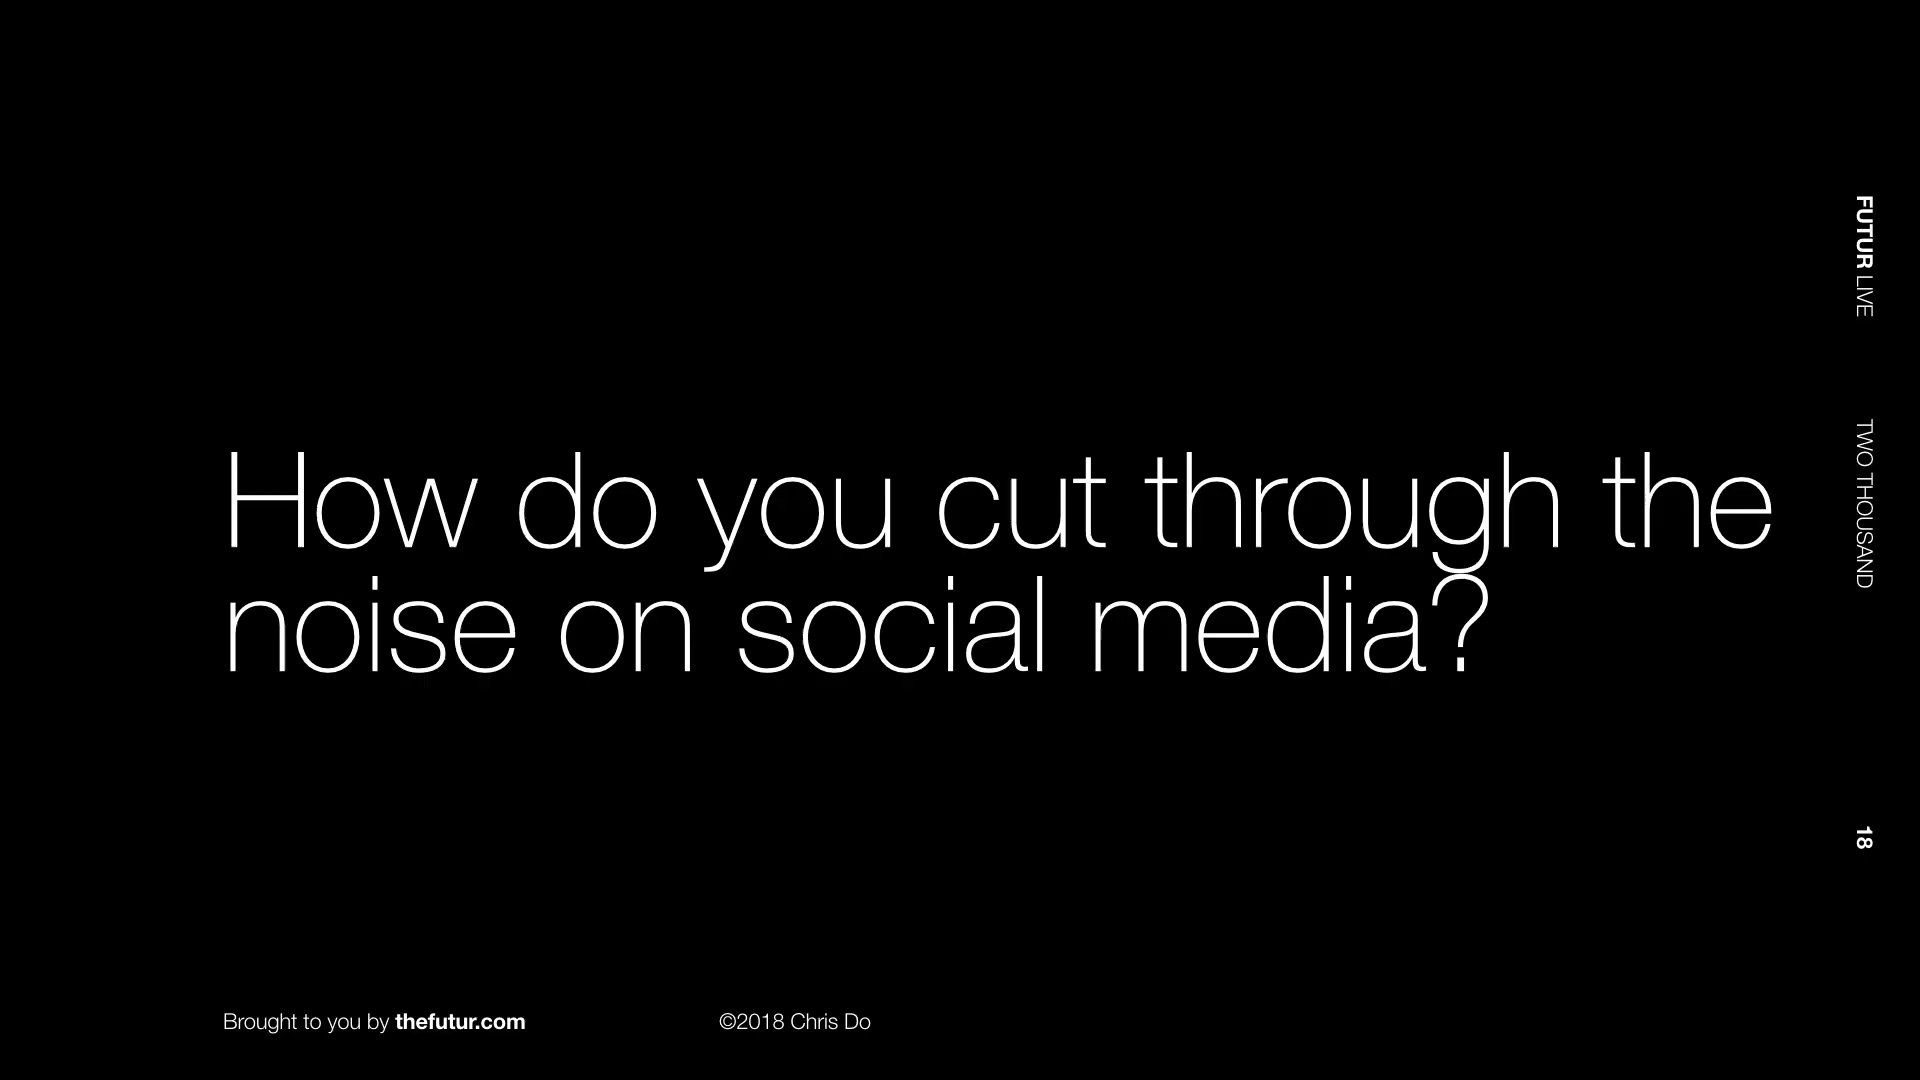 How do you cut through the
noise on social media?
FUTUR LIVE
TWO THOUSAND
18
Brought to you by thefutur.com
©2018 Chris Do